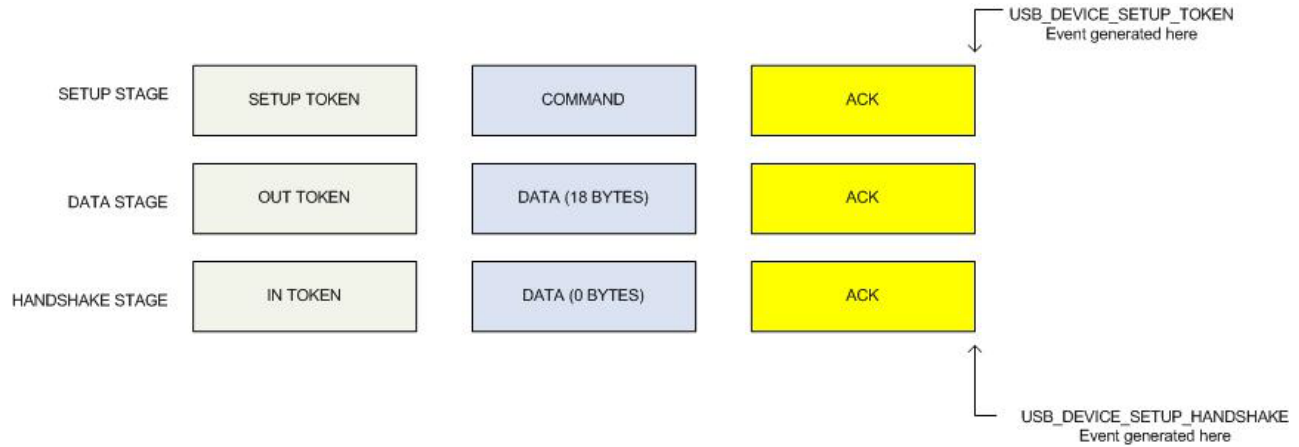 USB_DEVICE_SETUP_TOKEN
Event generated here
SETUP STAGE
SETUP TOKEN
COMMAND
ACK
DATA STAGE
OUT TOKEN
DATA (18 BYTES)
ACK
HANDSHAKE STAGE
IN TOKEN
DATA (0 BYTES)
ACK
USB_DEVICE_SETUP_HANDSHAKE
Event generated here